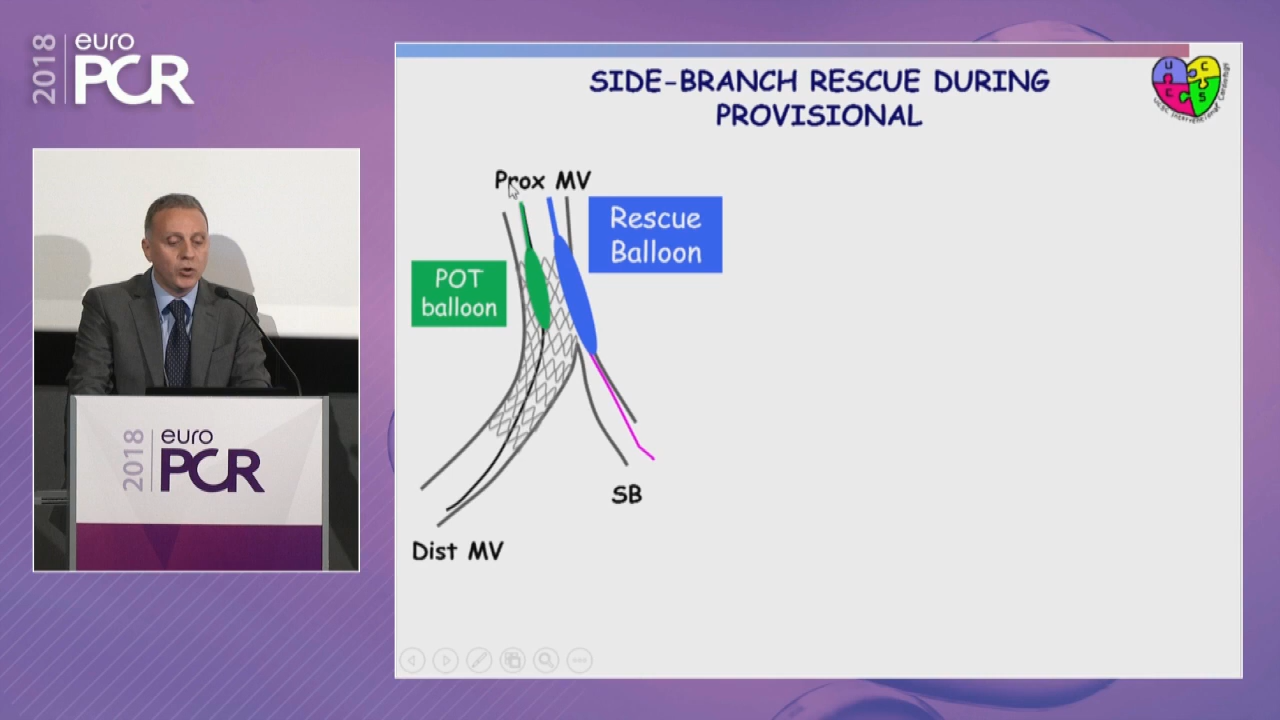 2018
euro
PCR
SIDE-BRANCH RESCUE DURING
PROVISIONAL
U
C
C
S
Prox MV
Rescue
Balloon
POT
balloon
SB
Dist MV
2018
euro
PCR